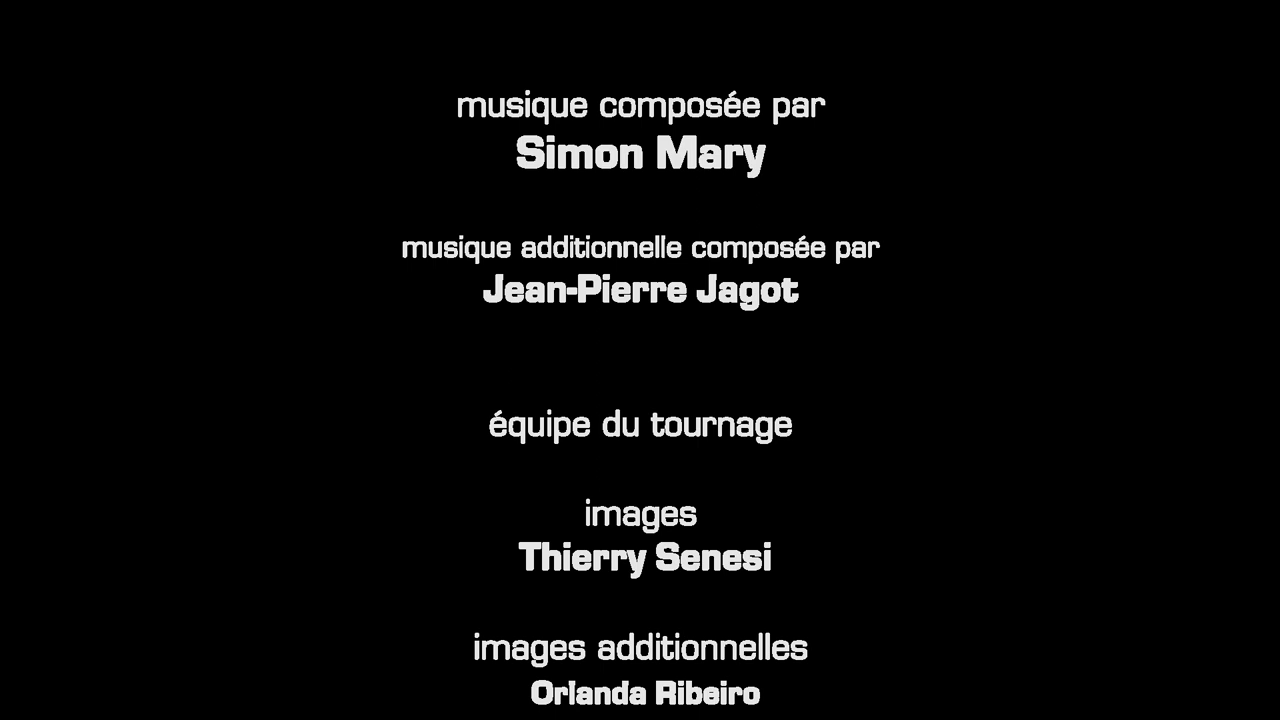 musique composée par
Simon Mary
musique additionnelle composée par
Jean-Pierre Jagot
équipe du tournage
images
Thierry Senesi
images additionnelles
Orlanda Ribeiro